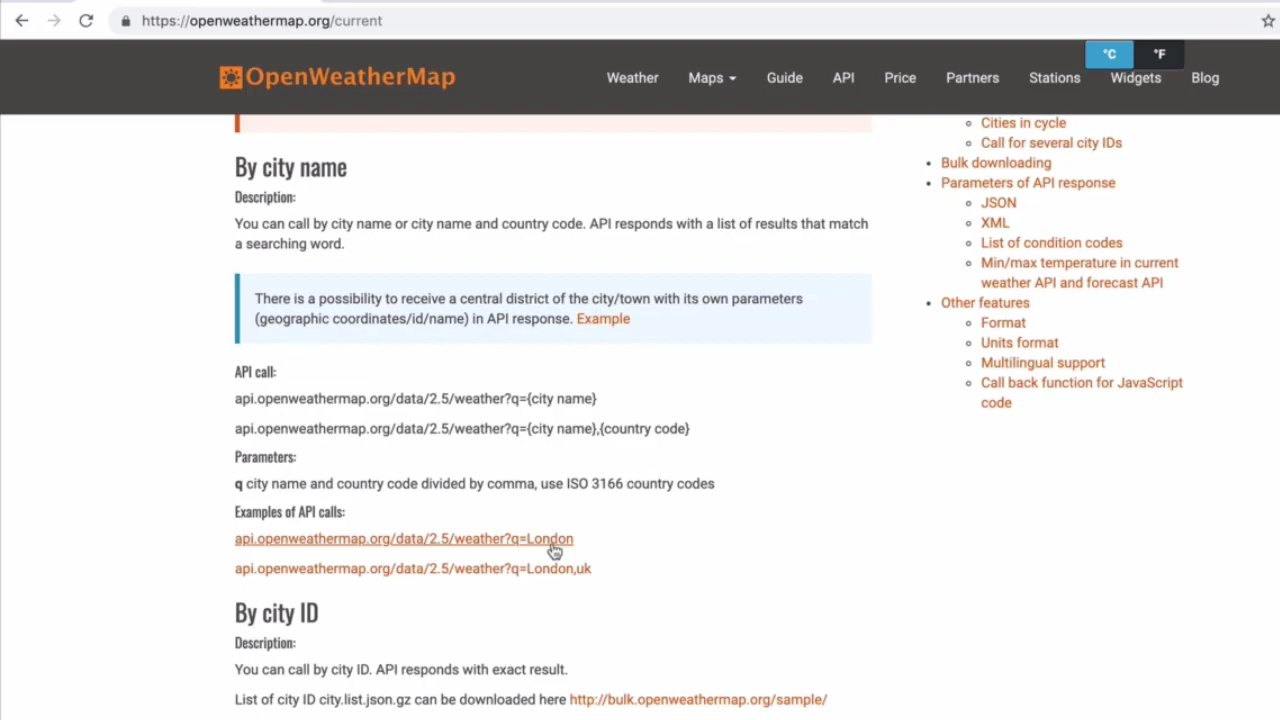 https://openweathermap.org/current
°C °F
OpenWeatherMap Weather Maps Guide API Price Partners Stations Widgets Blog
By city name
Description:
You can call by city name or city name and country code. API responds with a list of results that match
a searching word.
There is a possibility to receive a central district of the city/town with its own parameters
(geographic coordinates/id/name) in API response. Example
API call:
api.openweathermap.org/data/2.5/weather?q={city name}
api.openweathermap.org/data/2.5/weather?q={city name},{country code}
Parameters:
q city name and country code divided by comma, use ISO 3166 country codes
Examples of API calls:
api.openweathermap.org/data/2.5/weather?q=London
api.openweathermap.org/data/2.5/weather?q=London,uk
By city ID
Description:
You can call by city ID. API responds with exact result.
List of city ID city.list.json.gz can be downloaded here http://bulk.openweathermap.org/sample/
Cities in cycle
Call for several city IDs
Bulk downloading
Parameters of API response
JSON
XML
List of condition codes
Min/max temperature in current
weather API and forecast API
Other features
Format
Units format
Multilingual support
Call back function for JavaScript
code